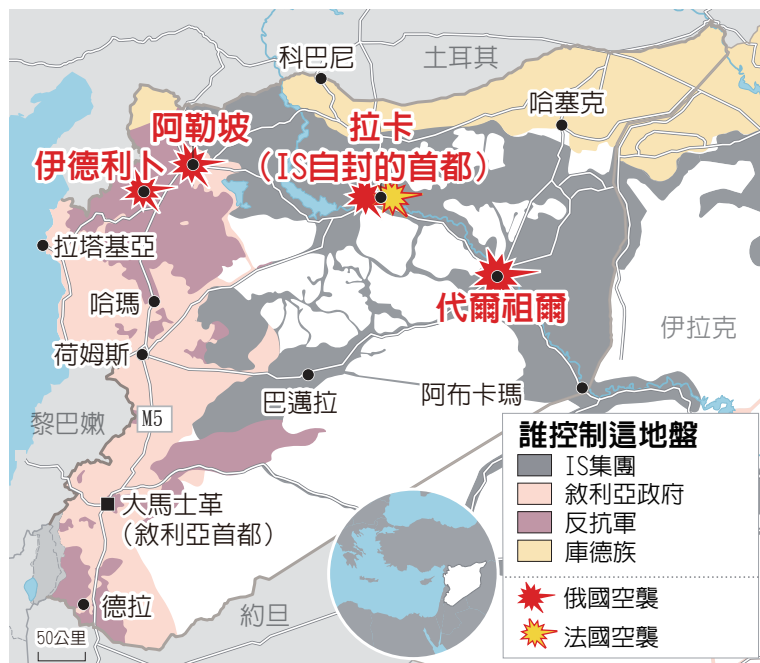 科巴尼
土耳其
哈塞克
阿勒坡
拉卡
(IS自封的首都)
伊德利卜
拉塔基亞
代爾祖爾
哈瑪
伊拉克
荷姆斯
巴邁拉
阿布卡瑪
M5
黎巴嫩
大馬士革
(敘利亞首都)
德拉
約旦
50公里
誰控制這地盤
IS集團
敘利亞政府
反抗軍
庫德族
俄國空襲
法國空襲